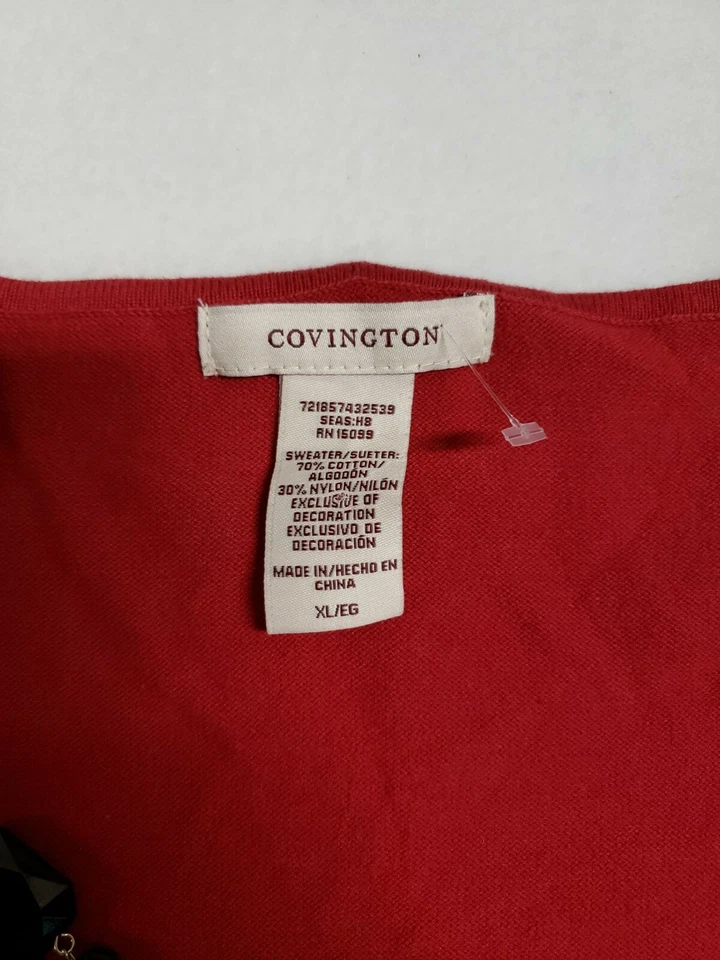 COVINGTON
721857432539
SEAS:H8
RN 15099
SWEATER/SUETER:
70% COTTON/
ALGODÓN
30% NYLON/NILÓN
EXCLUSIVE OF
DECORATION
EXCLUSIVO DE
DECORACIÓN
MADE IN/HECHO EN
CHINA
XL/EG